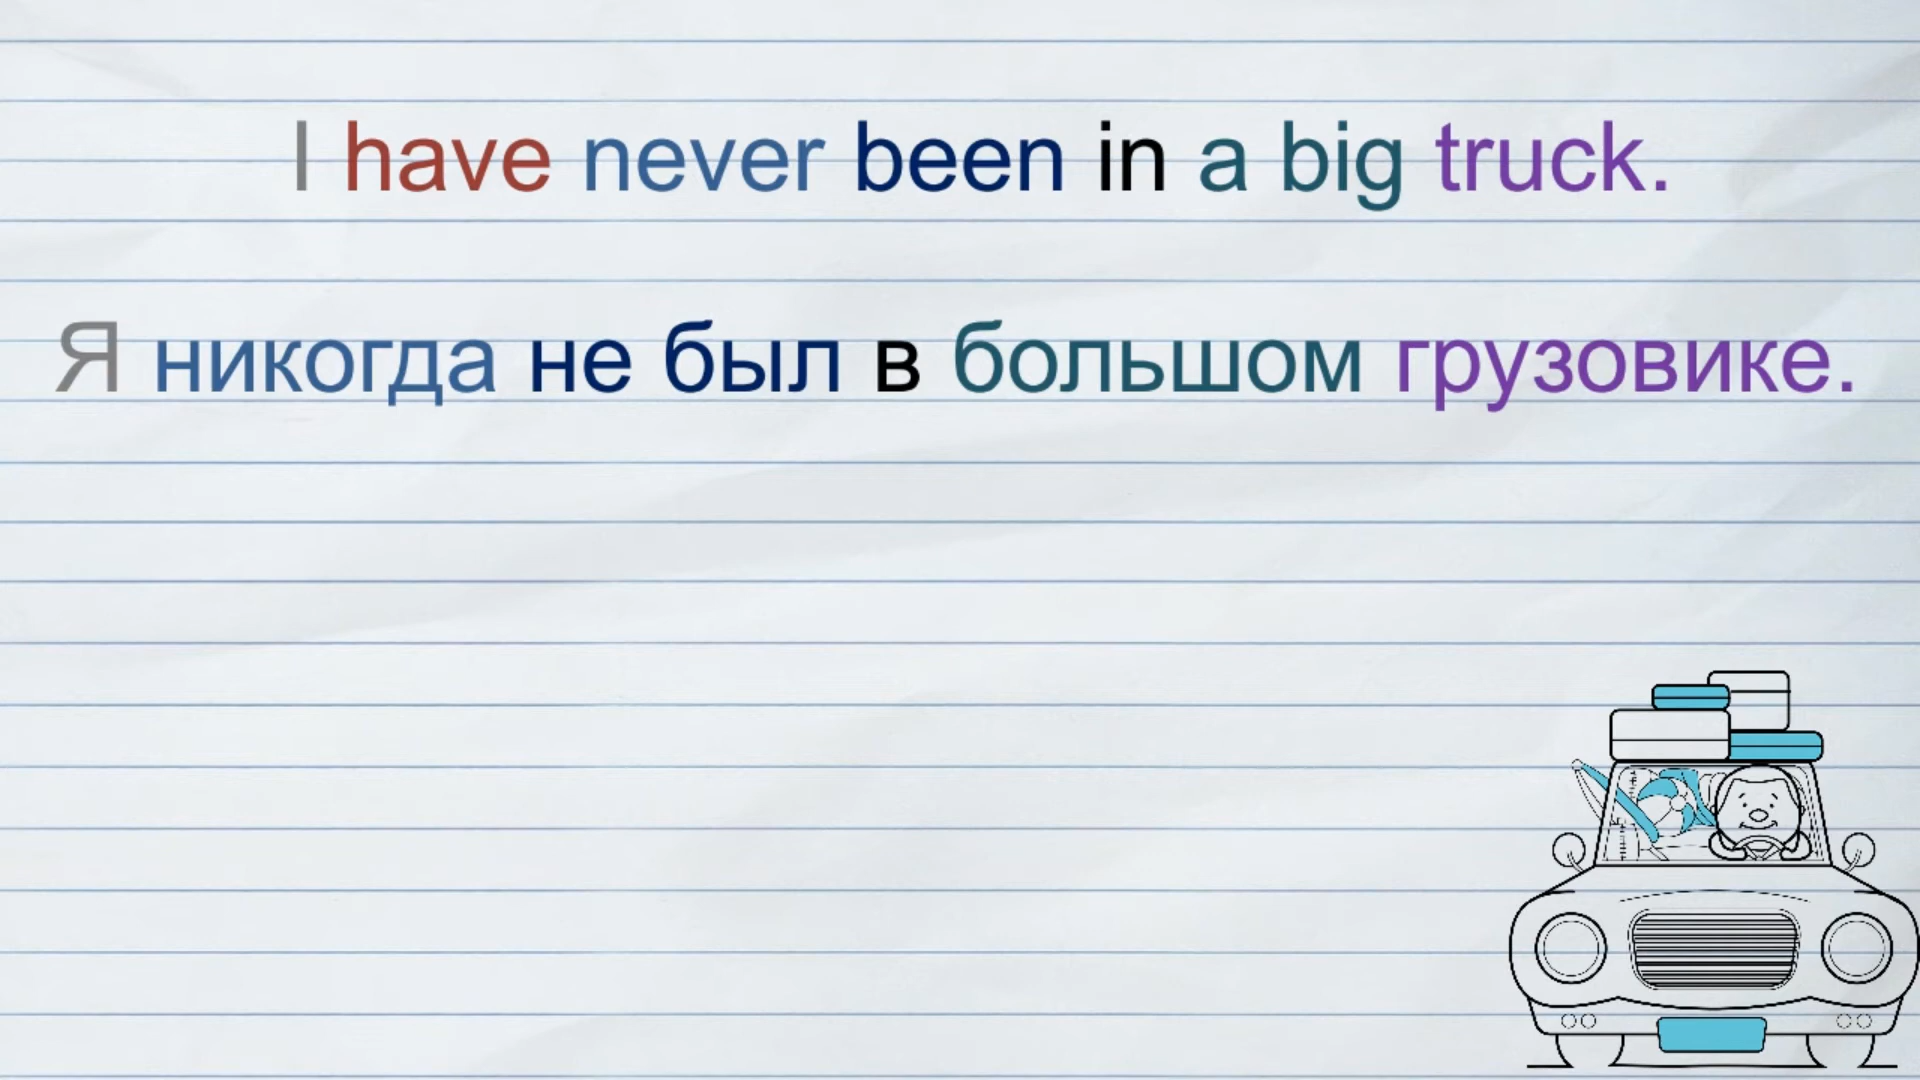 I have never been in a big truck.
Я никогда не был в большом грузовике.